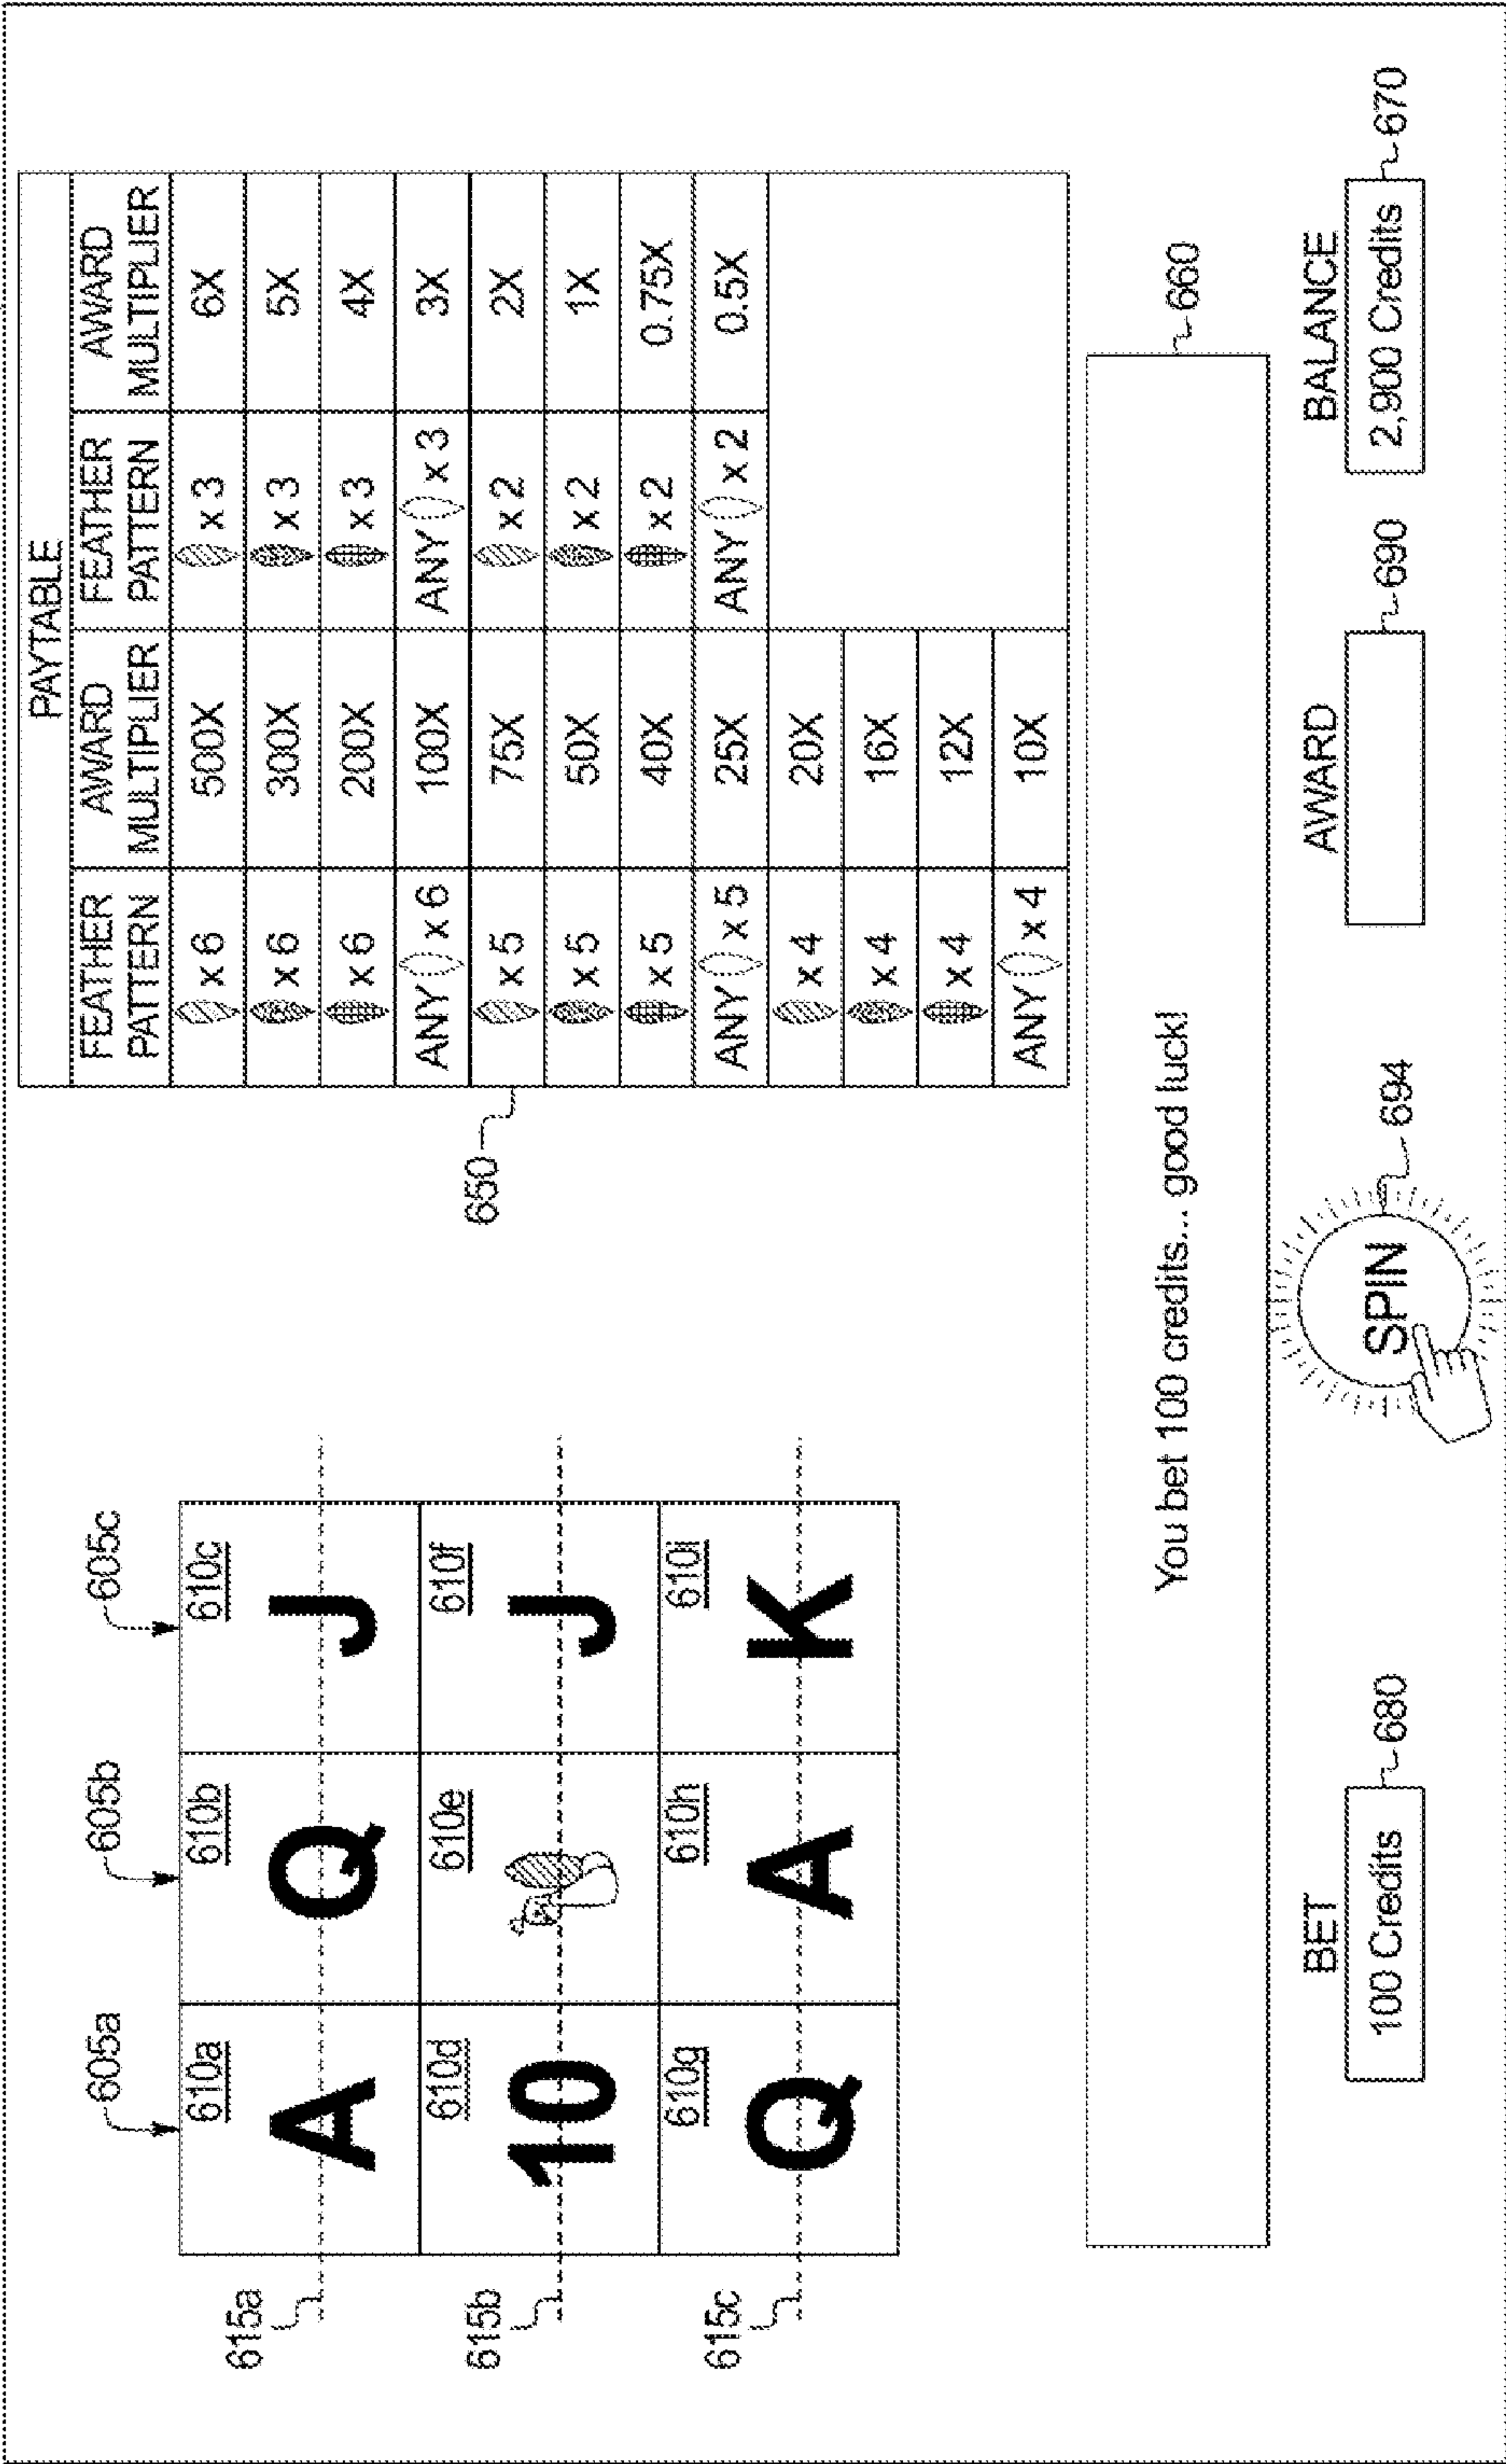 605a
605b
605c
610a
610b
610c
A
Q
J
615a
610d
610e
610f
10
J
615b
610g
610h
610i
Q
A
K
615c
PAYTABLE
FEATHER PATTERN AWARD MULTIPLIER FEATHER PATTERN AWARD MULTIPLIER
x 6 500X x 3 6X
x 6 300X x 3 5X
x 6 200X x 3 4X
ANY x 6 100X ANY x 3 3X
x 5 75X x 2 2X
x 5 50X x 2 1X
x 5 40X x 2 0.75X
ANY x 5 25X ANY x 2 0.5X
x 4 20X
x 4 16X
x 4 12X
ANY x 4 10X
650
You bet 100 credits... good luck!
660
BET
100 Credits
680
SPIN
694
AWARD
690
BALANCE
2,900 Credits
670